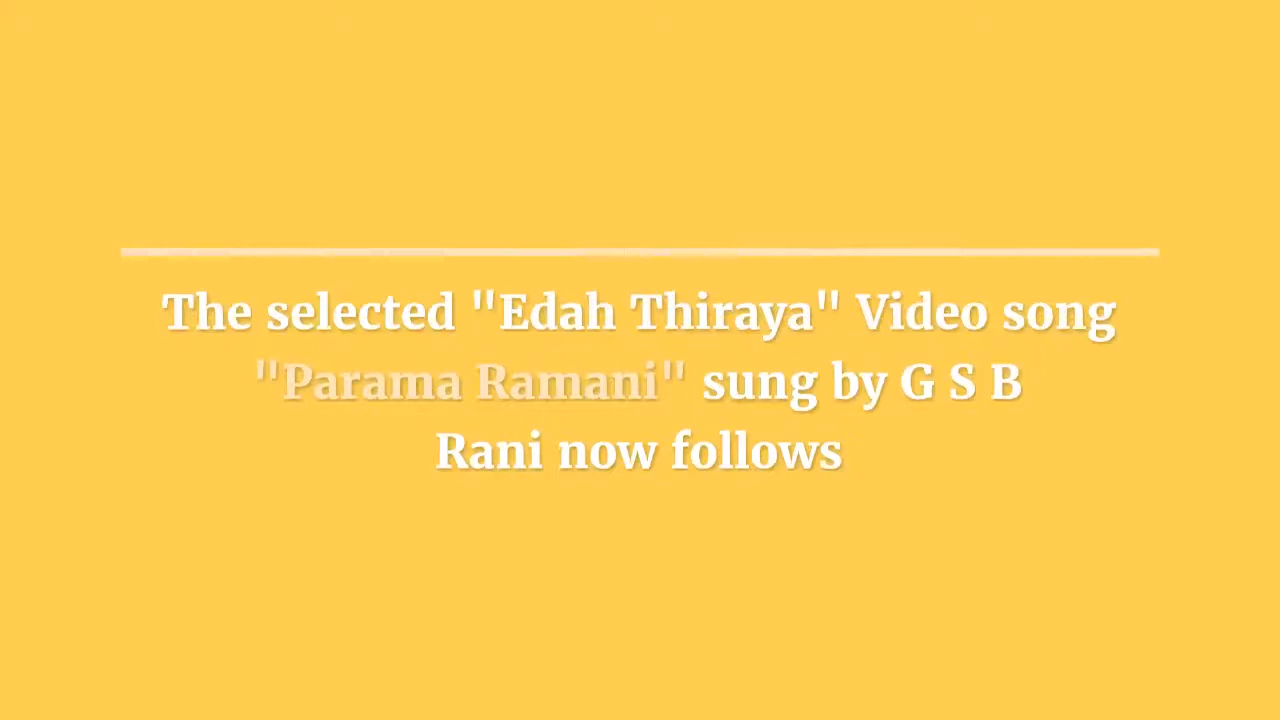 The selected "Edah Thiraya" Video song
"Parama Ramani" sung by G S B
Rani now follows